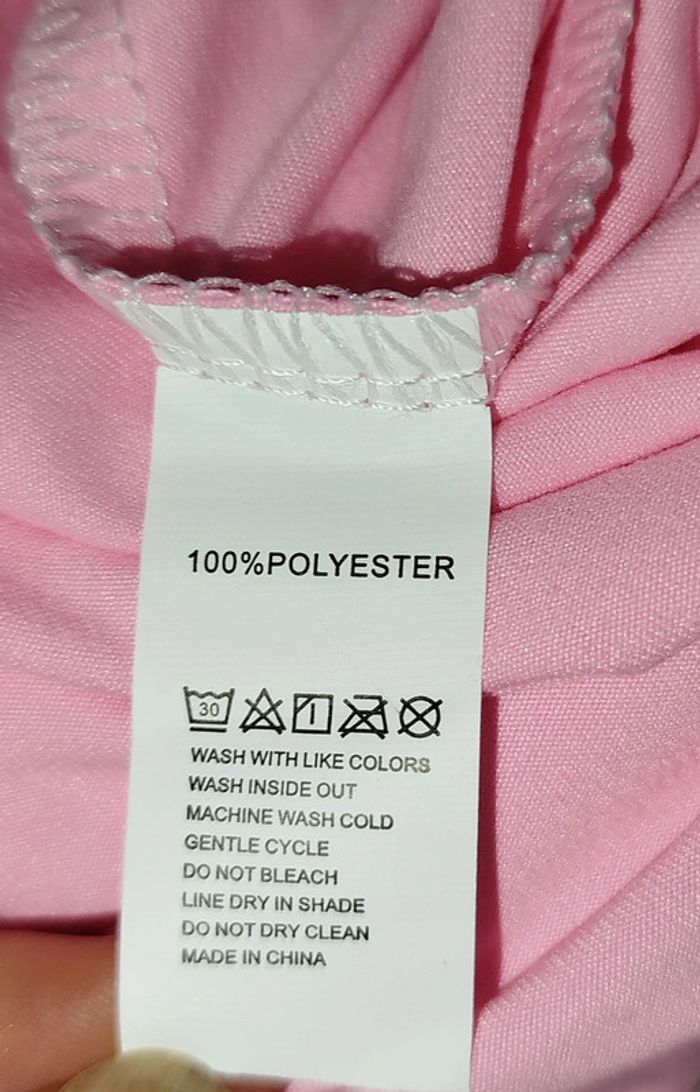 100%POLYESTER
30
WASH WITH LIKE COLORS
WASH INSIDE OUT
MACHINE WASH COLD
GENTLE CYCLE
DO NOT BLEACH
LINE DRY IN SHADE
DO NOT DRY CLEAN
MADE IN CHINA